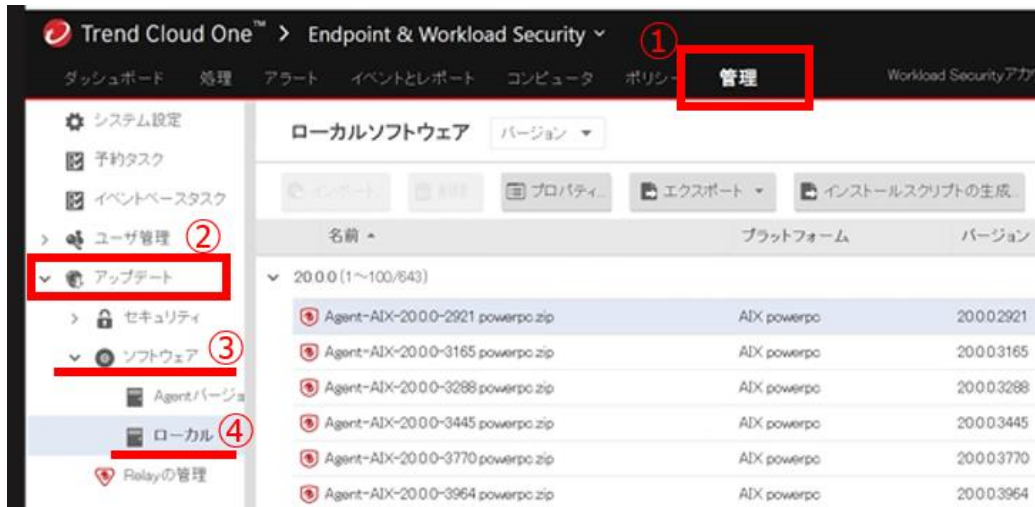 Trend Cloud One™ > Endpoint & Workload Security
①
ダッシュボード 処理 アラート イベントとレポート コンピュータ ポリシー 管理 Workload Securityアカ
システム設定
予約タスク
イベントベースタスク
ユーザ管理 ②
アップデート
セキュリティ
ソフトウェア ③
Agentバージョ
ローカル ④
Relayの管理
ローカルソフトウェア バージョン
インポート... 削除... プロパティ... エクスポート インストールスクリプトの生成...
名前 プラットフォーム バージョン
20.0.0 (1～100/643)
Agent-AIX-20.0.0-2921.powerpc.zip AIX powerpc 20.0.0.2921
Agent-AIX-20.0.0-3165.powerpc.zip AIX powerpc 20.0.0.3165
Agent-AIX-20.0.0-3288.powerpc.zip AIX powerpc 20.0.0.3288
Agent-AIX-20.0.0-3445.powerpc.zip AIX powerpc 20.0.0.3445
Agent-AIX-20.0.0-3770.powerpc.zip AIX powerpc 20.0.0.3770
Agent-AIX-20.0.0-3964.powerpc.zip AIX powerpc 20.0.0.3964